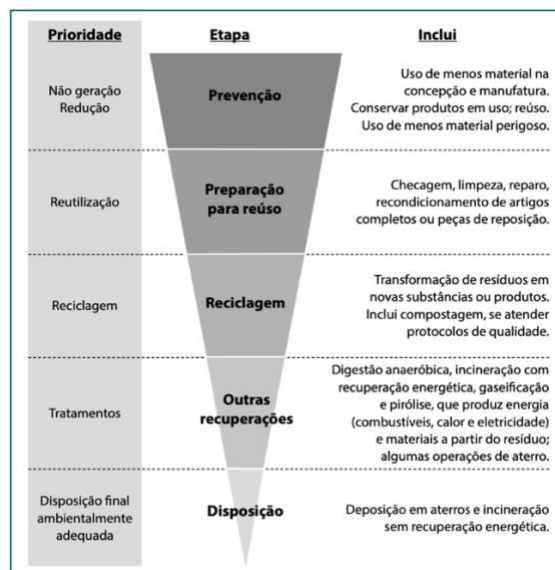 Prioridade
Etapa
Inclui
Não geração
Redução
Prevenção
Uso de menos material na
concepção e manufatura.
Conservar produtos em uso; reúso.
Uso de menos material perigoso.
Reutilização
Preparação
para reúso
Checagem, limpeza, reparo,
recondicionamento de artigos
completos ou peças de reposição.
Reciclagem
Reciclagem
Transformação de resíduos em
novas substâncias ou produtos.
Inclui compostagem, se atender
protocolos de qualidade.
Tratamentos
Outras
recuperações
Digestão anaeróbica, incineração com
recuperação energética, gaseificação
e pirólise, que produz energia
(combustíveis, calor e eletricidade)
e materiais a partir do resíduo;
algumas operações de aterro.
Disposição final
ambientalmente
adequada
Disposição
Deposição em aterros e incineração
sem recuperação energética.